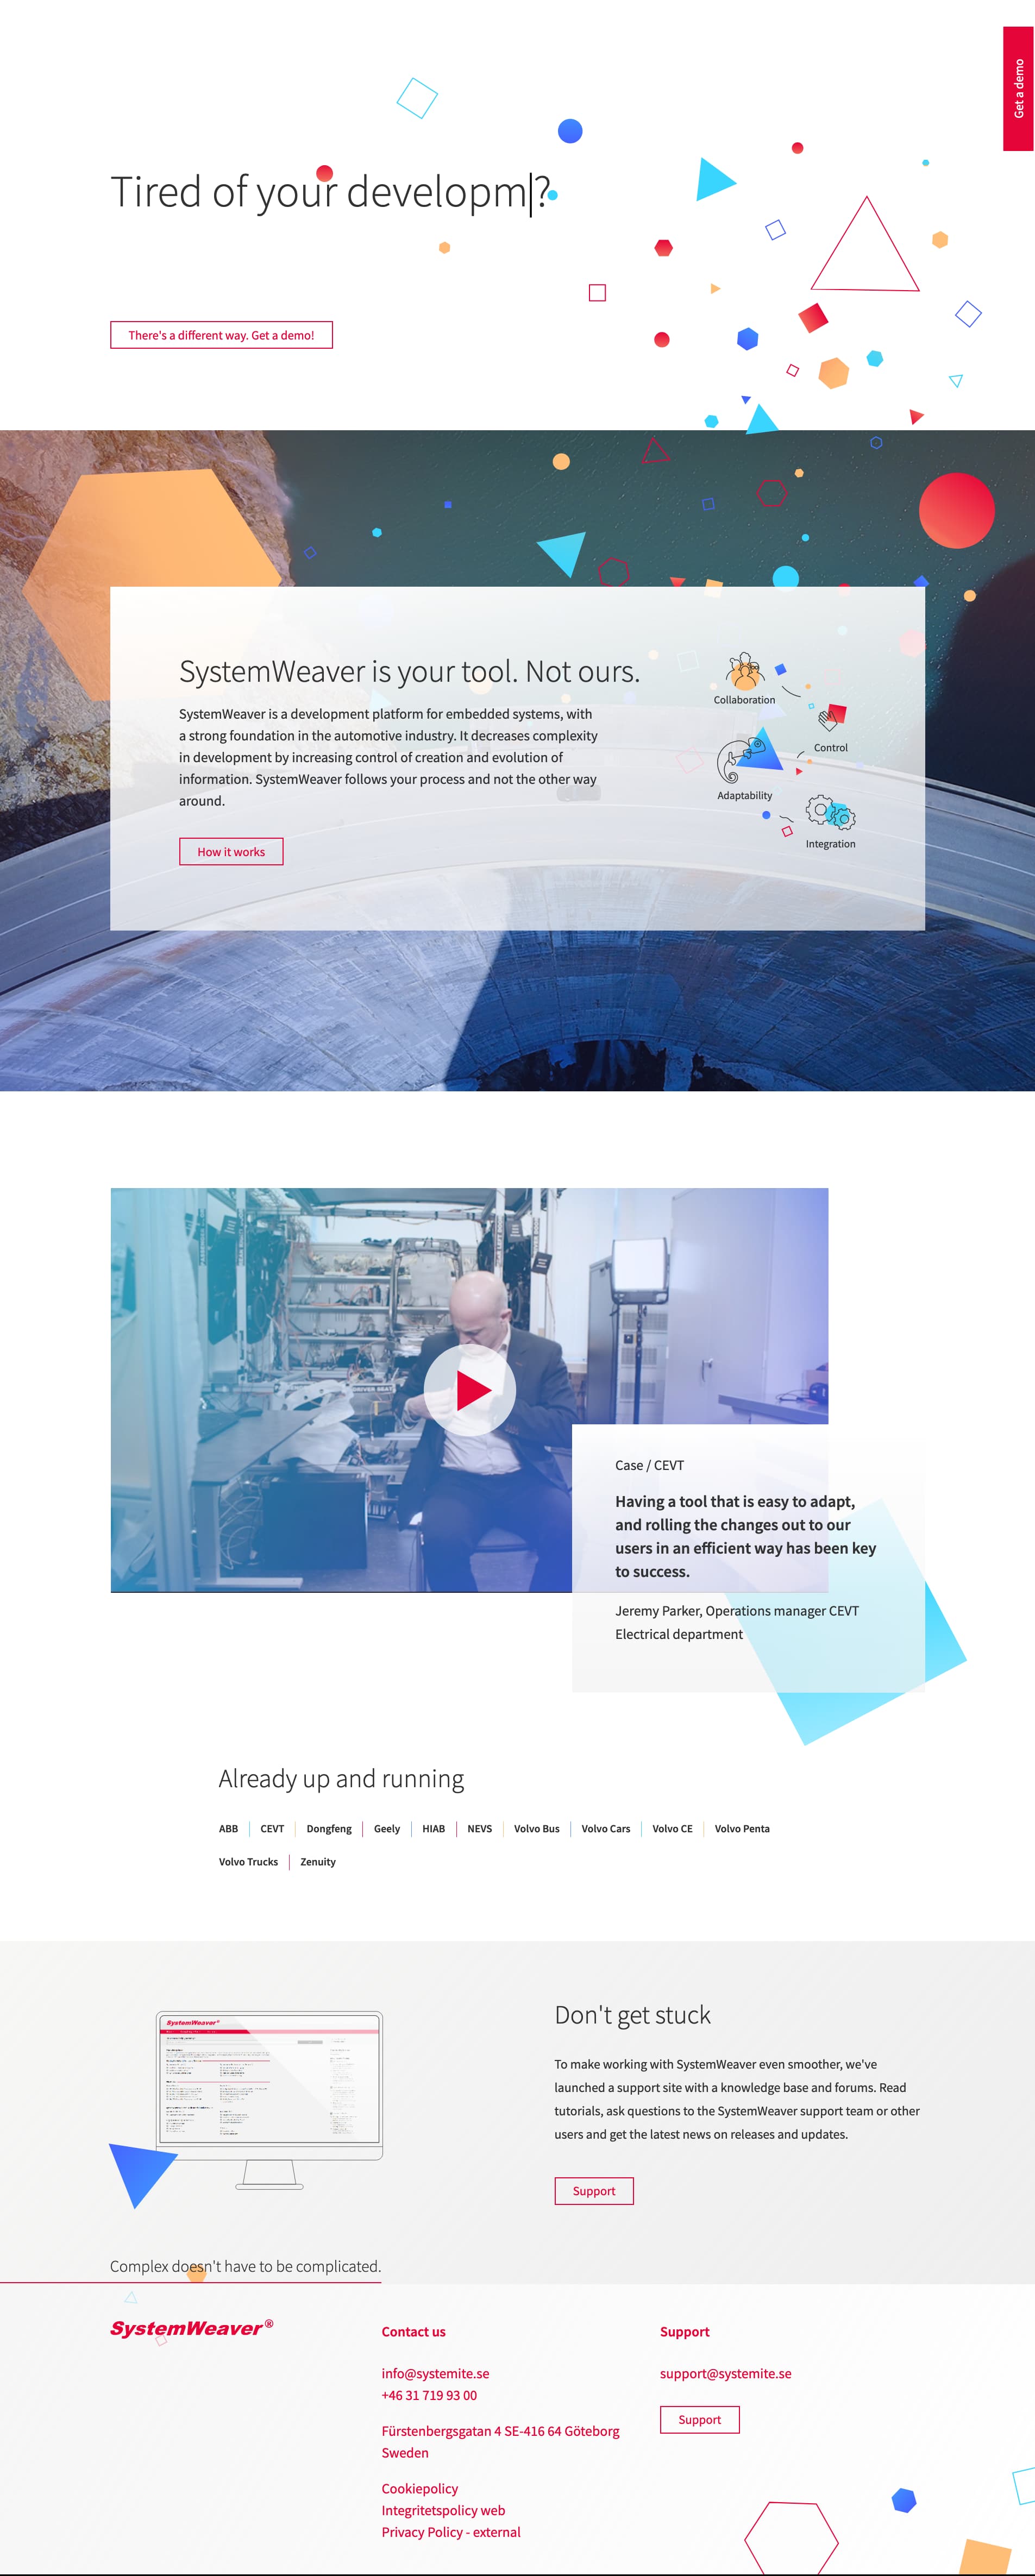 Get a demo
Tired of your developm|?
There's a different way. Get a demo!
SystemWeaver is your tool. Not ours.
SystemWeaver is a development platform for embedded systems, with
a strong foundation in the automotive industry. It decreases complexity
in development by increasing control of creation and evolution of
information. SystemWeaver follows your process and not the other way
around.
How it works
Collaboration
Control
Adaptability
Integration
DRIVER SEAT
Case / CEVT
Having a tool that is easy to adapt,
and rolling the changes out to our
users in an efficient way has been key
to success.
Jeremy Parker, Operations manager CEVT
Electrical department
Already up and running
ABB CEVT Dongfeng Geely HIAB NEVS Volvo Bus Volvo Cars Volvo CE Volvo Penta
Volvo Trucks Zenuity
SystemWeaver®
Don't get stuck
To make working with SystemWeaver even smoother, we've
launched a support site with a knowledge base and forums. Read
tutorials, ask questions to the SystemWeaver support team or other
users and get the latest news on releases and updates.
Support
Complex doesn't have to be complicated.
SystemWeaver®
Contact us
info@systemite.se
+46 31 719 93 00
Fürstenbergsgatan 4 SE-416 64 Göteborg
Sweden
Cookiepolicy
Integritetspolicy web
Privacy Policy - external
Support
support@systemite.se
Support